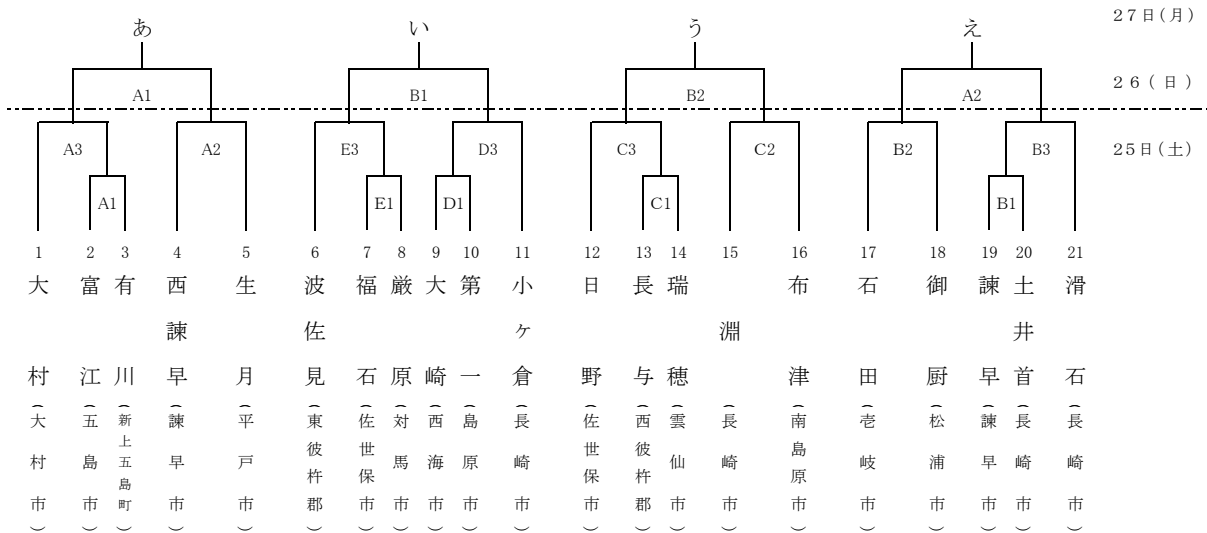 27日(月)
あ い う え
26(日)
A1 B1 B2 A2
25日(土)
A3 A2 E3 D3 C3 C2 B2 B3
A1 E1 D1 C1 B1
1 2 3 4 5 6 7 8 9 10 11 12 13 14 15 16 17 18 19 20 21
大村(大村市)
富江(五島市)
有川(新上五島町)
西諫早(諫早市)
生月(平戸市)
波佐見(東彼杵郡)
福石(佐世保市)
厳原(対馬市)
大崎(西海市)
第一(島原市)
小ヶ倉(長崎市)
日野(佐世保市)
長与(西彼杵郡)
瑞穂(雲仙市)
淵(長崎市)
布津(南島原市)
石田(壱岐市)
御厨(松浦市)
諫早(諫早市)
土井首(長崎市)
滑石(長崎市)